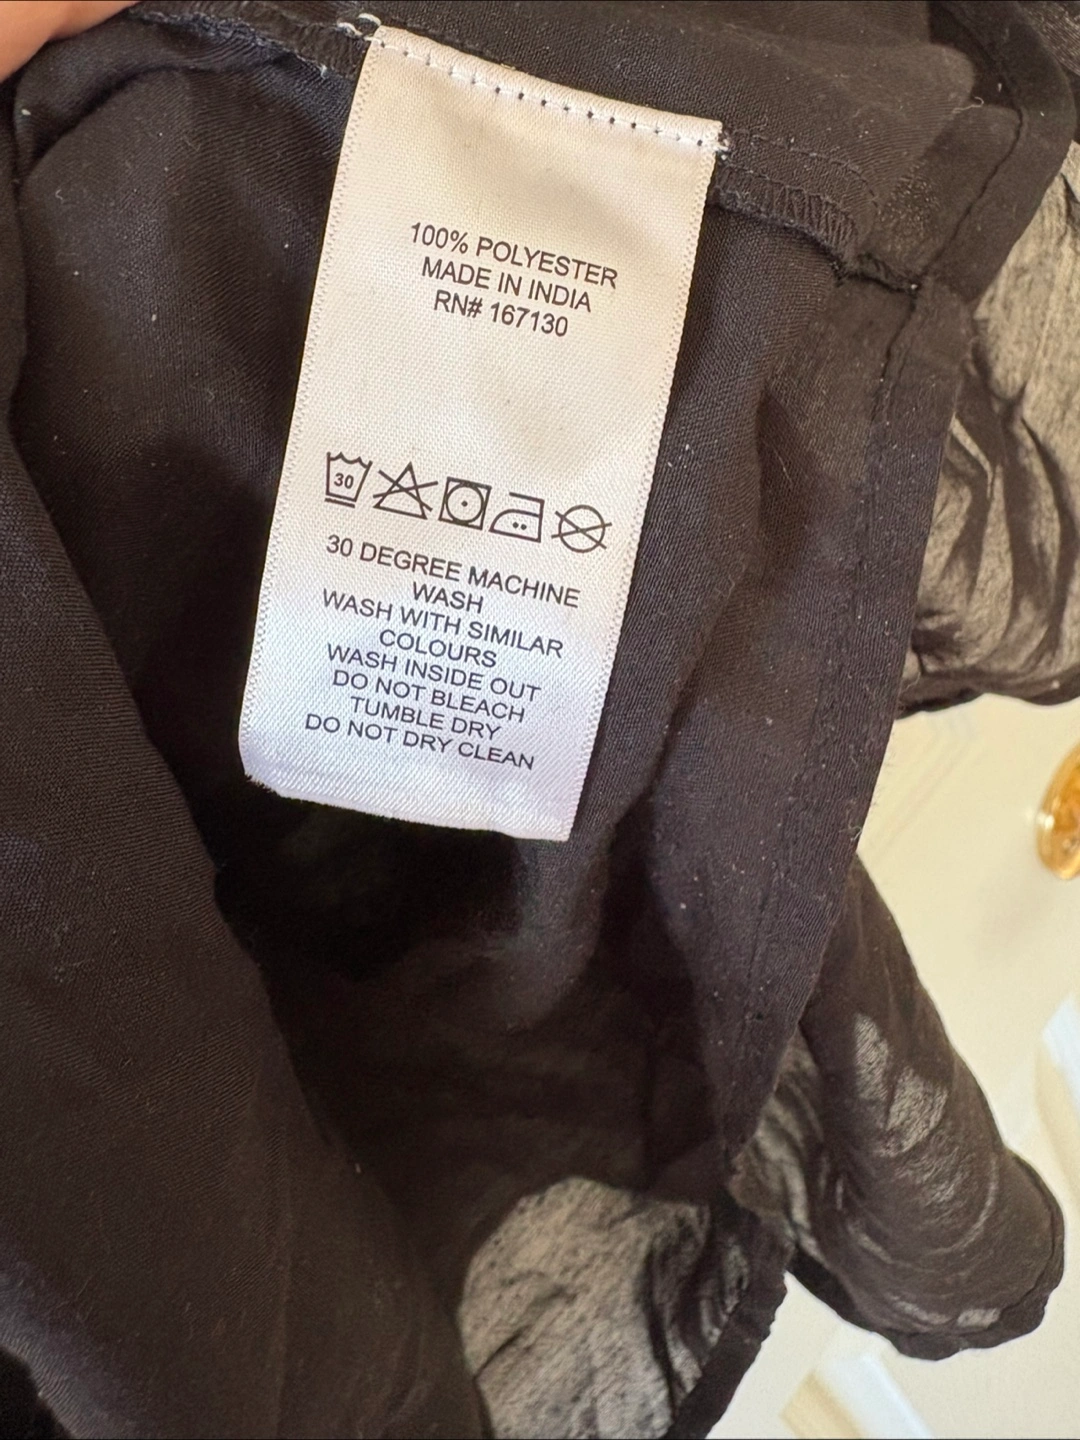 100% POLYESTER
MADE IN INDIA
RN# 167130
30
30 DEGREE MACHINE
WASH
WASH WITH SIMILAR
COLOURS
WASH INSIDE OUT
DO NOT BLEACH
TUMBLE DRY
DO NOT DRY CLEAN